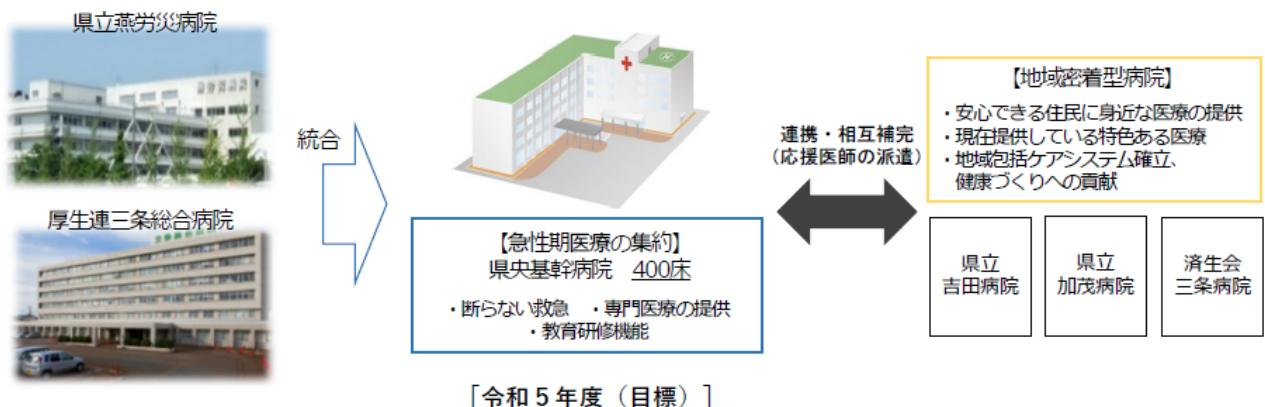 県立燕労災病院
厚生連三条総合病院
統合
【急性期医療の集約】
県央基幹病院　400床
・断らない救急　・専門医療の提供
・教育研修機能
［令和５年度（目標）］
連携・相互補完
（応援医師の派遣）
【地域密着型病院】
・安心できる住民に身近な医療の提供
・現在提供している特色ある医療
・地域包括ケアシステム確立、
健康づくりへの貢献
県立
吉田病院
県立
加茂病院
済生会
三条病院